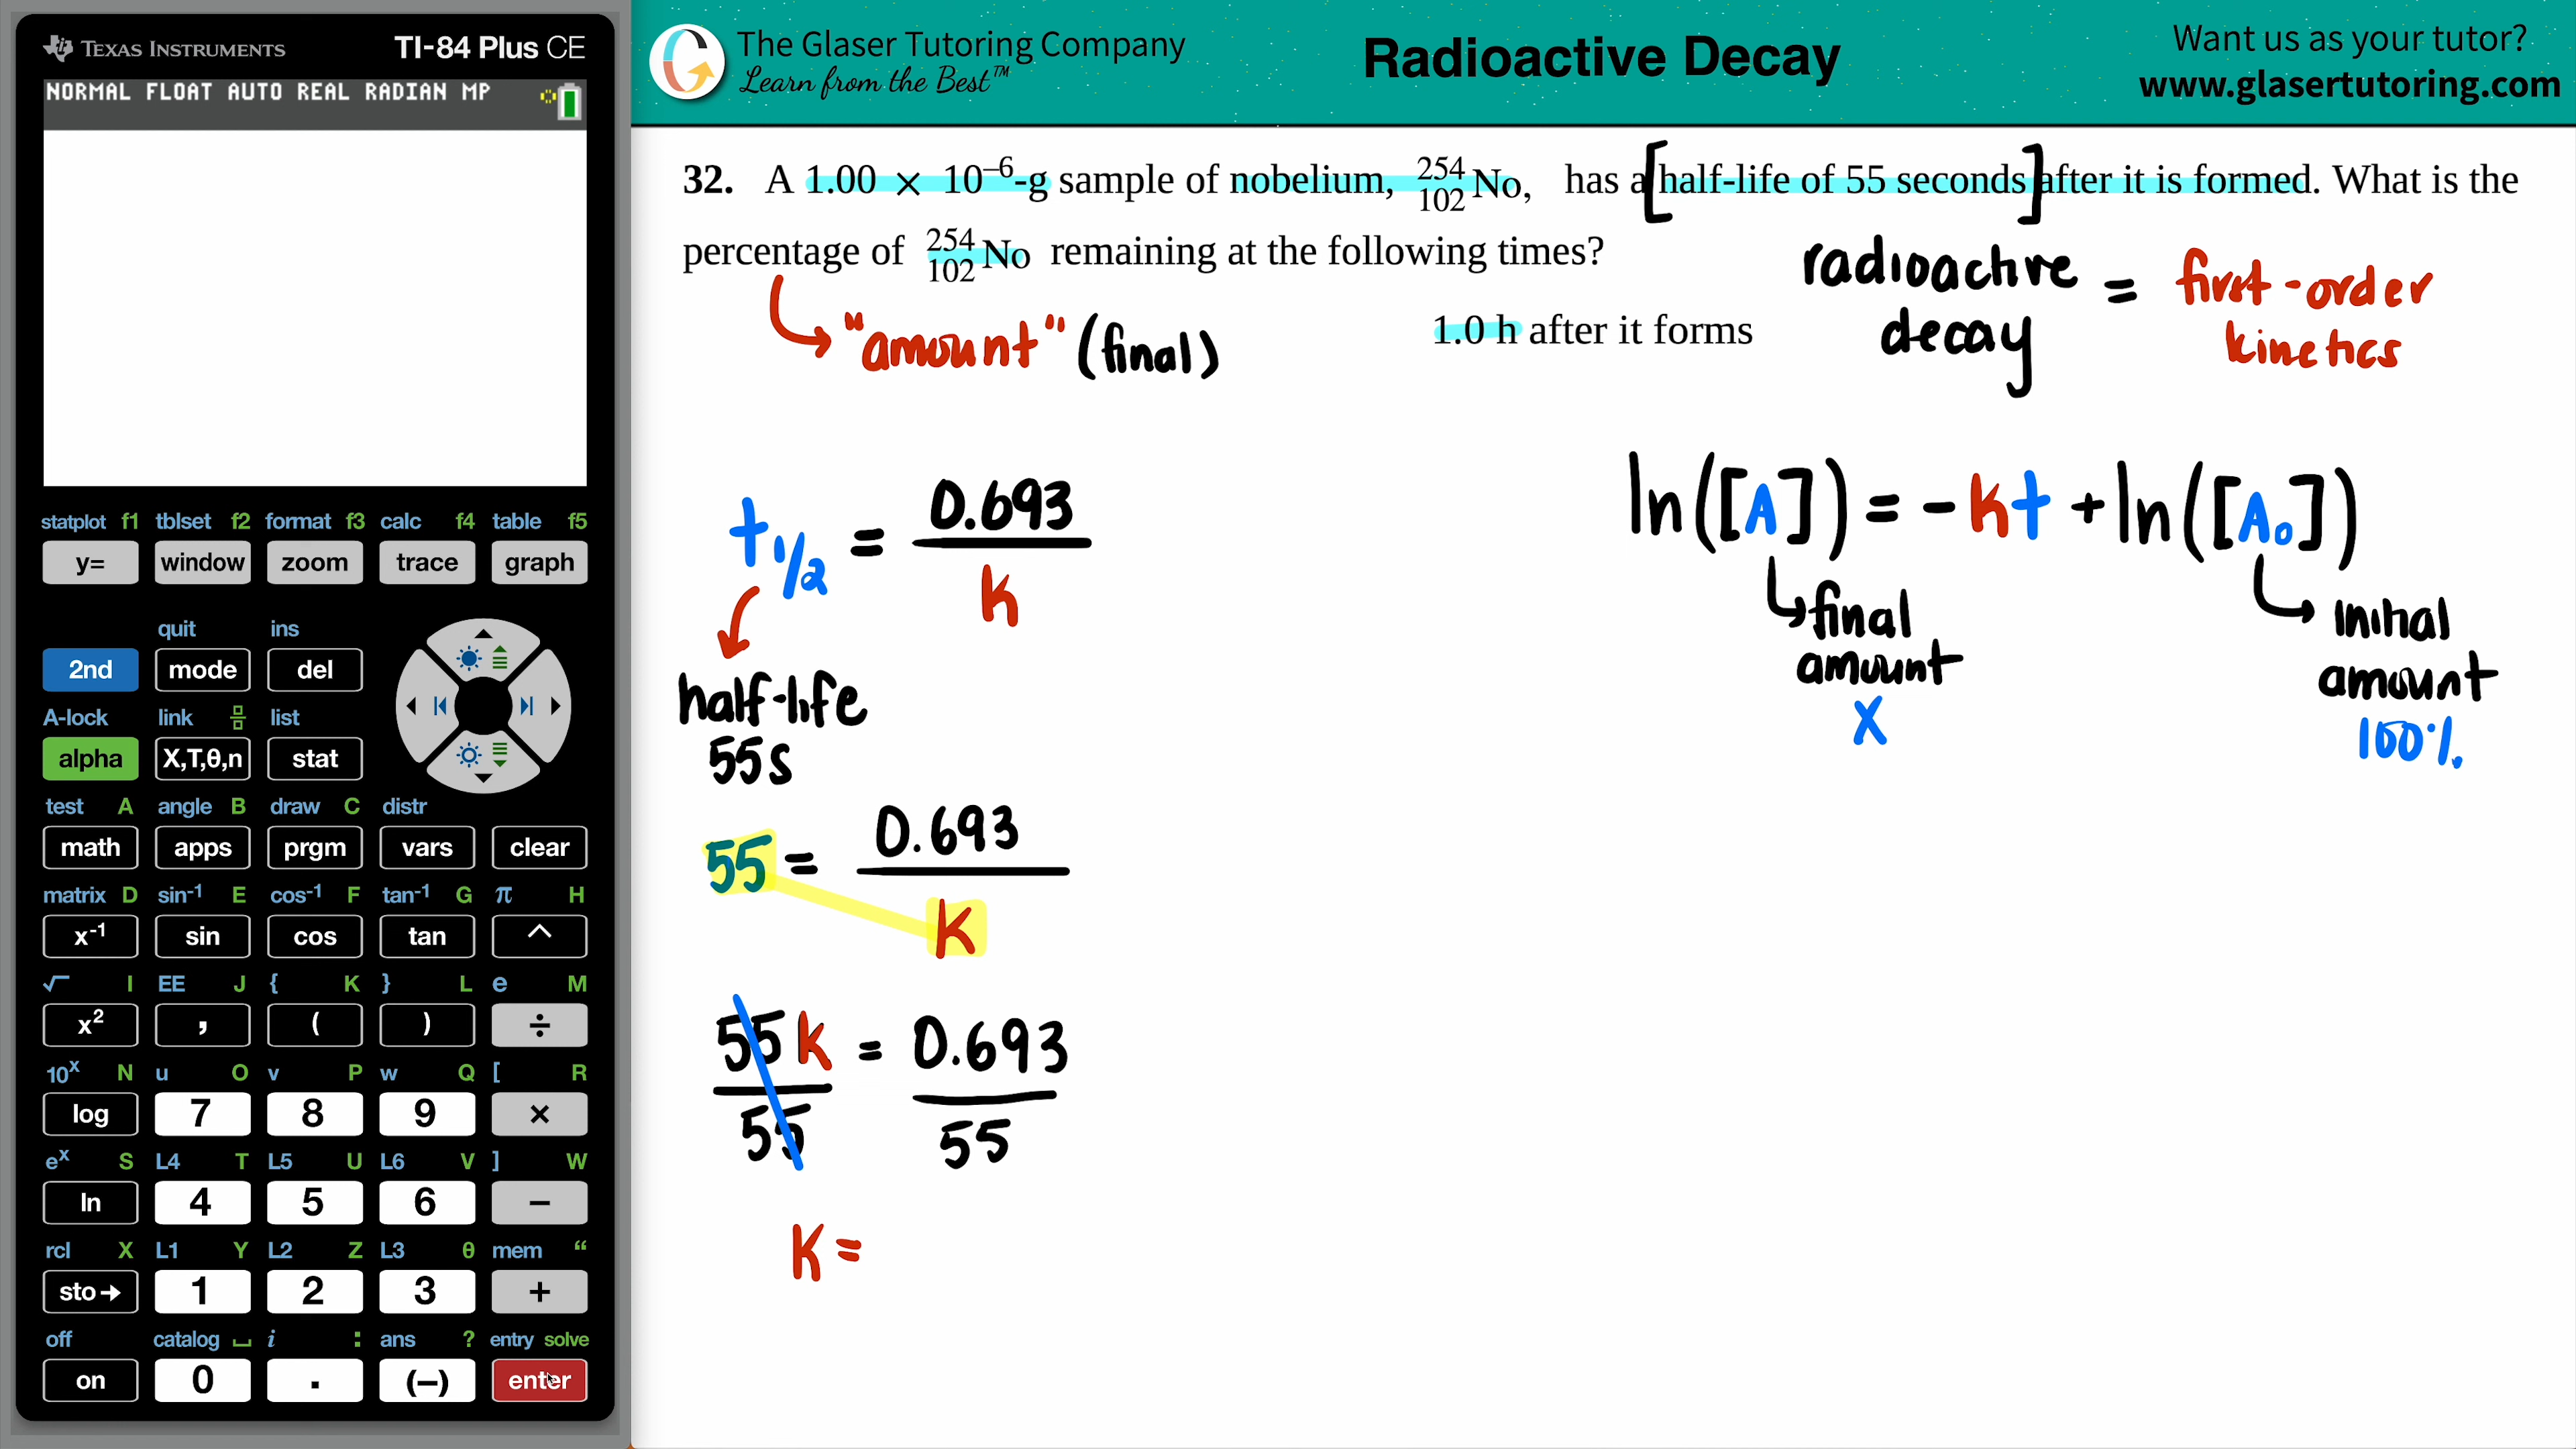 TEXAS INSTRUMENTS TI-84 Plus CE
NORMAL FLOAT AUTO REAL RADIAN MP
statplot f1 tblset f2 format f3 calc f4 table f5
y= window zoom trace graph
quit ins
2nd mode del
A-lock link list
alpha X,T,θ,n stat
test A angle B draw C distr
math apps prgm vars clear
matrix D sin⁻¹ E cos⁻¹ F tan⁻¹ G π H
x⁻¹ sin cos tan ^
√ I EE J { K } L e M
x² , ( ) ÷
10ˣ N u O v P w Q [ R
log 7 8 9 ×
eˣ S L4 T L5 U L6 V ] W
ln 4 5 6 −
rcl X L1 Y L2 Z L3 θ mem “
sto→ 1 2 3 +
off catalog ⎵ i : ans ? entry solve
on 0 . (−) enter
The Glaser Tutoring Company
Learn from the Best™
Radioactive Decay
Want us as your tutor?
www.glasertutoring.com
32. A 1.00 × 10⁻⁶-g sample of nobelium, ²⁵⁴₁₀₂No, has a [half-life of 55 seconds] after it is formed. What is the
percentage of ²⁵⁴₁₀₂No remaining at the following times?
"amount" (final)
1.0 h after it forms
radioactive decay = first-order kinetics
t1/2 = 0.693 / k
half-life
55s
55 = 0.693 / k
55k / 55 = 0.693 / 55
k =
ln([A]) = -kt + ln([A₀])
final amount
x
initial amount
100%